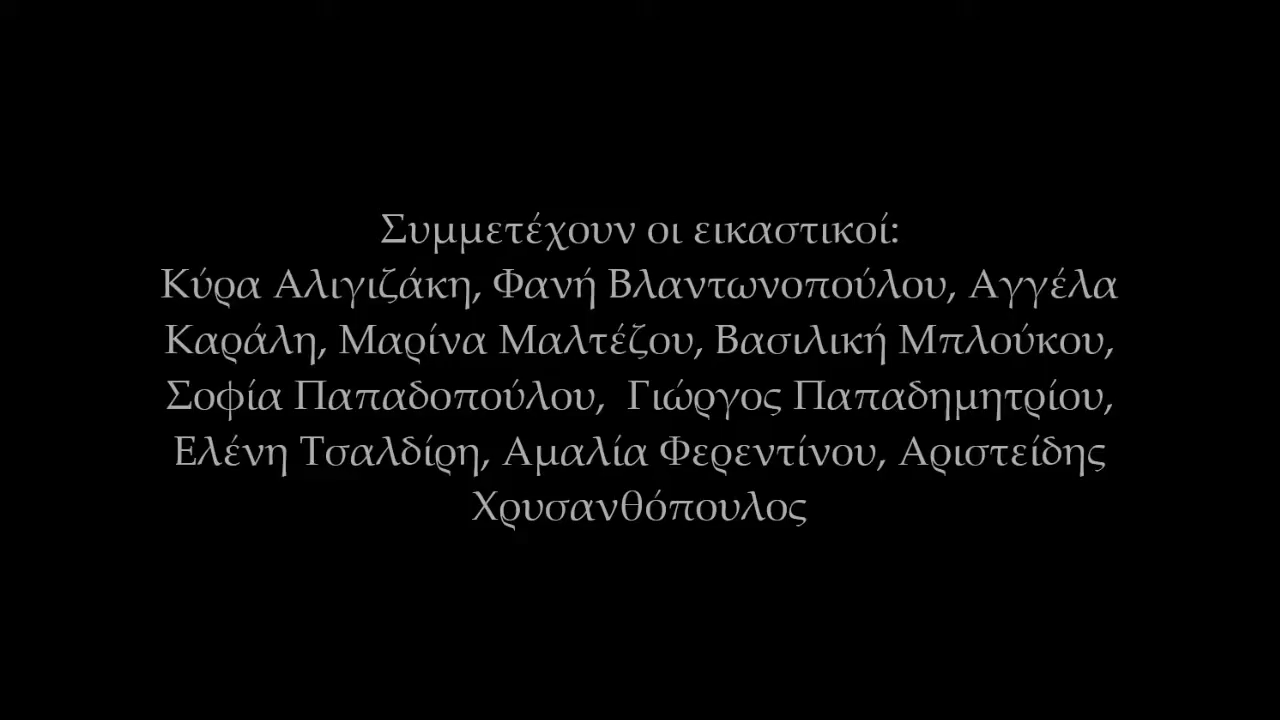 Συμμετέχουν οι εικαστικοί:
Κύρα Αλιγιζάκη, Φανή Βλαντωνοπούλου, Αγγέλα
Καράλη, Μαρίνα Μαλτέζου, Βασιλική Μπλούκου,
Σοφία Παπαδοπούλου, Γιώργος Παπαδημητρίου,
Ελένη Τσαλδίρη, Αμαλία Φερεντίνου, Αριστείδης
Χρυσανθόπουλος